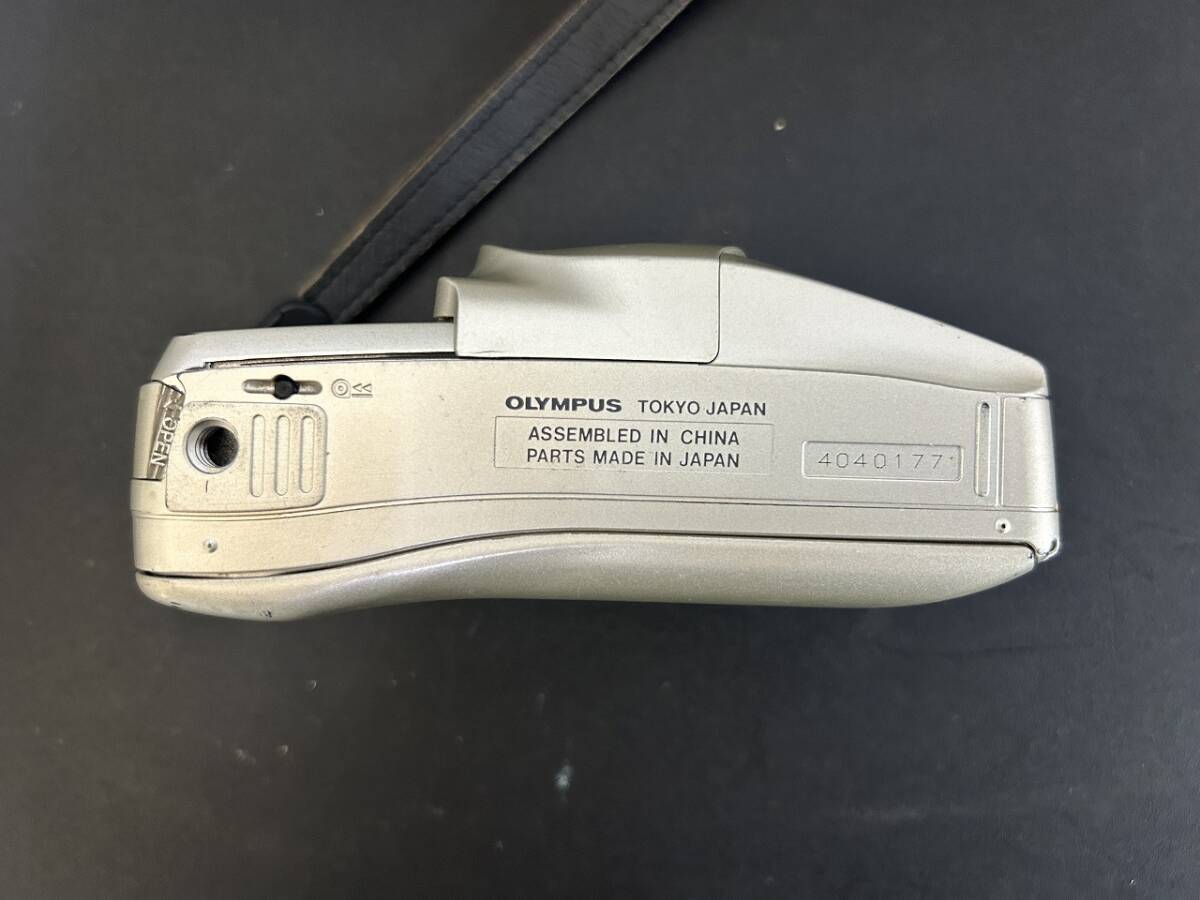 OPEN
OLYMPUS TOKYO JAPAN
ASSEMBLED IN CHINA
PARTS MADE IN JAPAN
4040177